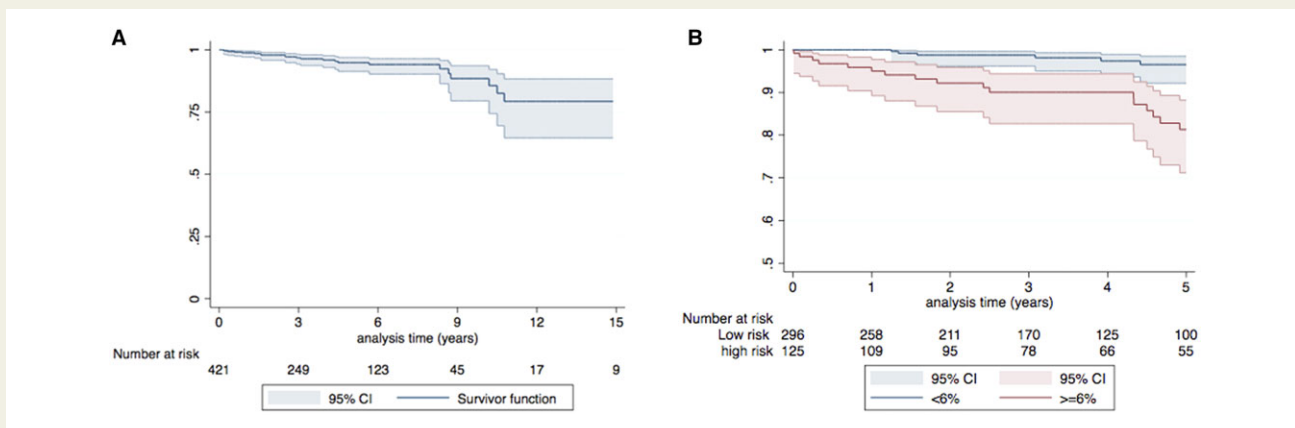 A
1
.75
.5
.25
0
0 3 6 9 12 15
analysis time (years)
Number at risk
421 249 123 45 17 9
95% CI Survivor function
B
1
.9
.8
.7
.6
.5
0 1 2 3 4 5
analysis time (years)
Number at risk
Low risk 296 258 211 170 125 100
high risk 125 109 95 78 66 55
95% CI 95% CI
<6% >=6%